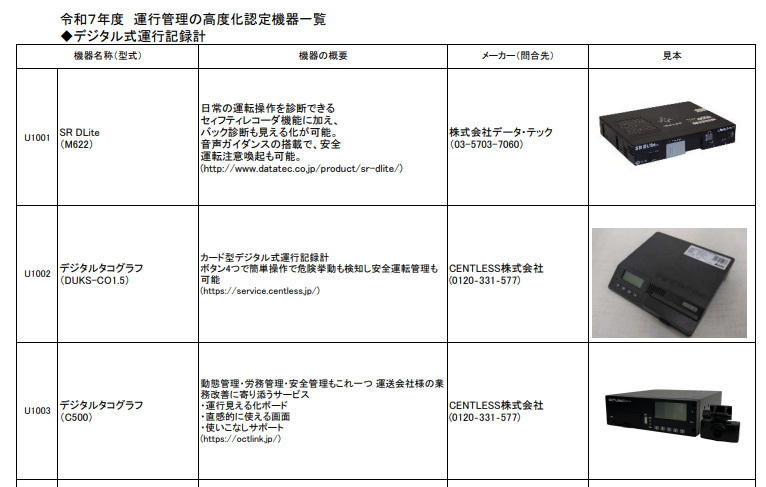 令和７年度　運行管理の高度化認定機器一覧
◆デジタル式運行記録計
機器名称（型式）
機器の概要
メーカー（問合先）
見本
U1001
SR DLite
（M622）
日常の運転操作を診断できる
セイフティレコーダ機能に加え、
バック診断も見える化が可能。
音声ガイダンスの搭載で、安全
運転注意喚起も可能。
(http://www.datatec.co.jp/product/sr-dlite/)
株式会社データ・テック
（03-5703-7060）
SR DLite
U1002
デジタルタコグラフ
（DUKS-CO1.5）
カード型デジタル式運行記録計
ボタン4つで簡単操作で危険挙動も検知し安全運転管理も
可能
(https://service.centless.jp/)
CENTLESS株式会社
(0120-331-577)
U1003
デジタルタコグラフ
（C500）
動態管理・労務管理・安全管理もこれ一つ 運送会社様の業
務改善に寄り添うサービス
・運行見える化ボード
・直感的に使える画面
・使いこなしサポート
(https://octlink.jp/)
CENTLESS株式会社
(0120-331-577)